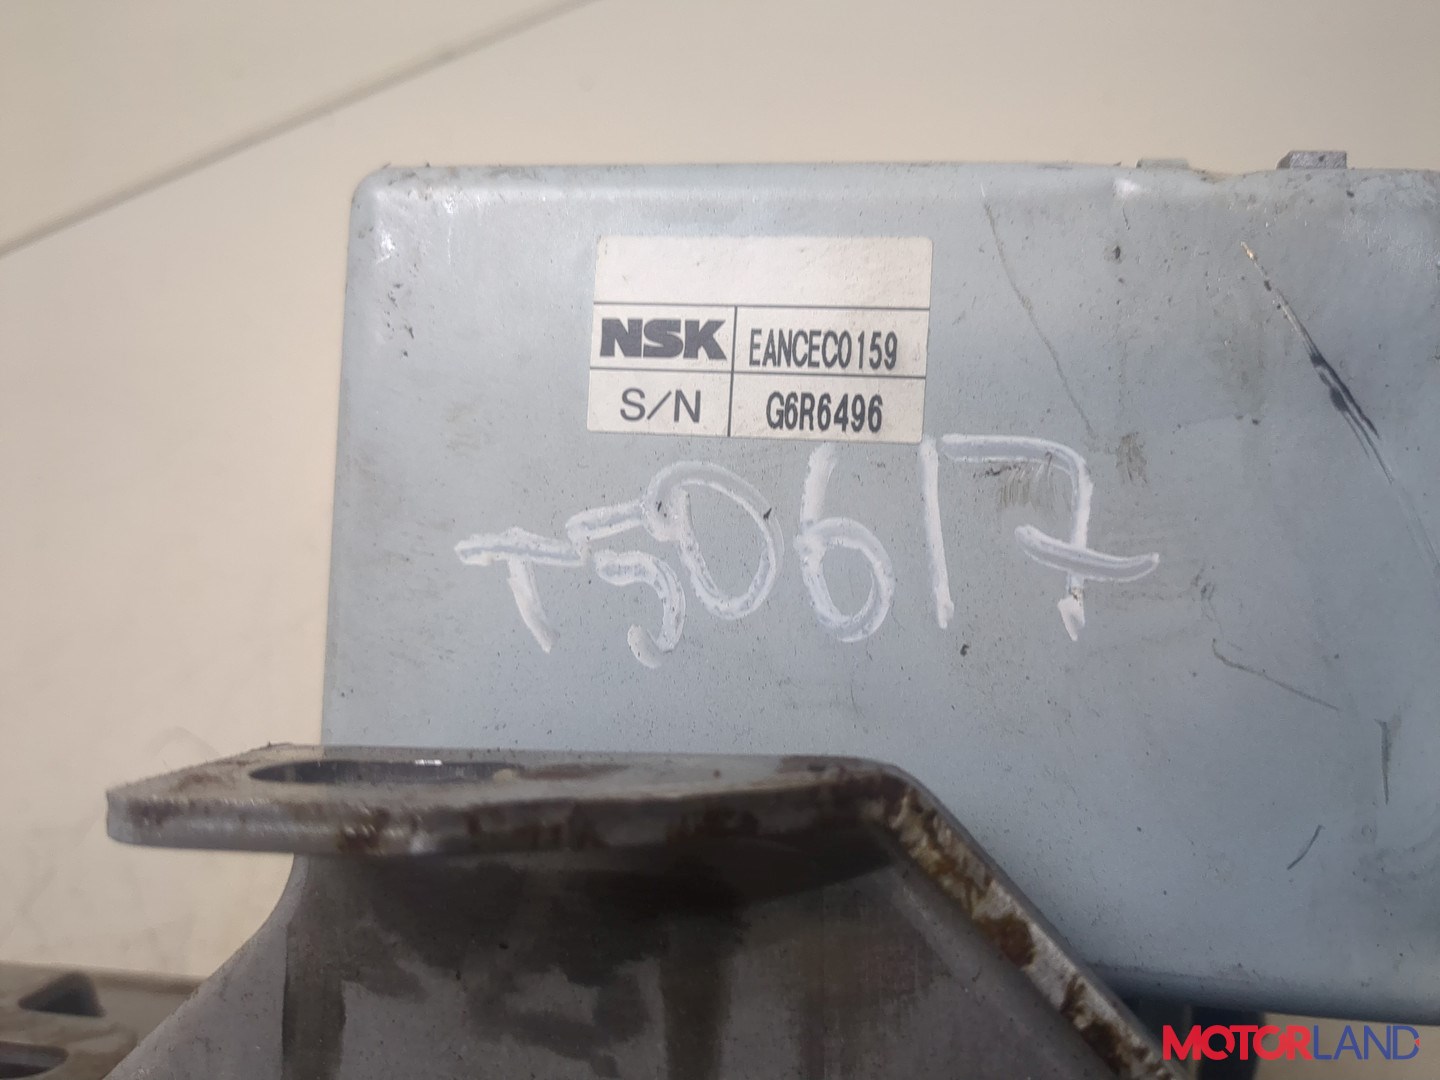 NSK EANCEC0159
S/N G6R6496
T50617
MOTORLAND